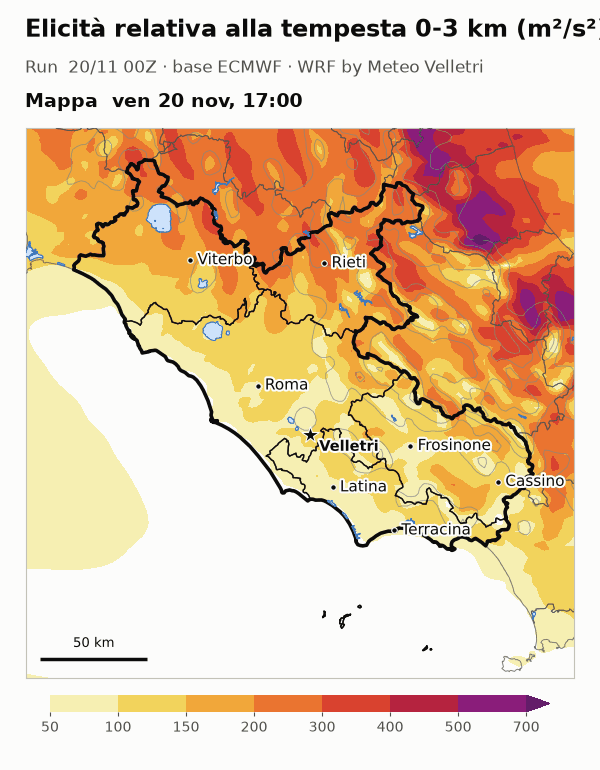 Elicità relativa alla tempesta 0-3 km (m²/s²)
Run 20/11 00Z · base ECMWF · WRF by Meteo Velletri
Mappa ven 20 nov, 17:00
Viterbo
Rieti
Roma
Velletri
Frosinone
Cassino
Latina
Terracina
50 km
50 100 150 200 300 400 500 700